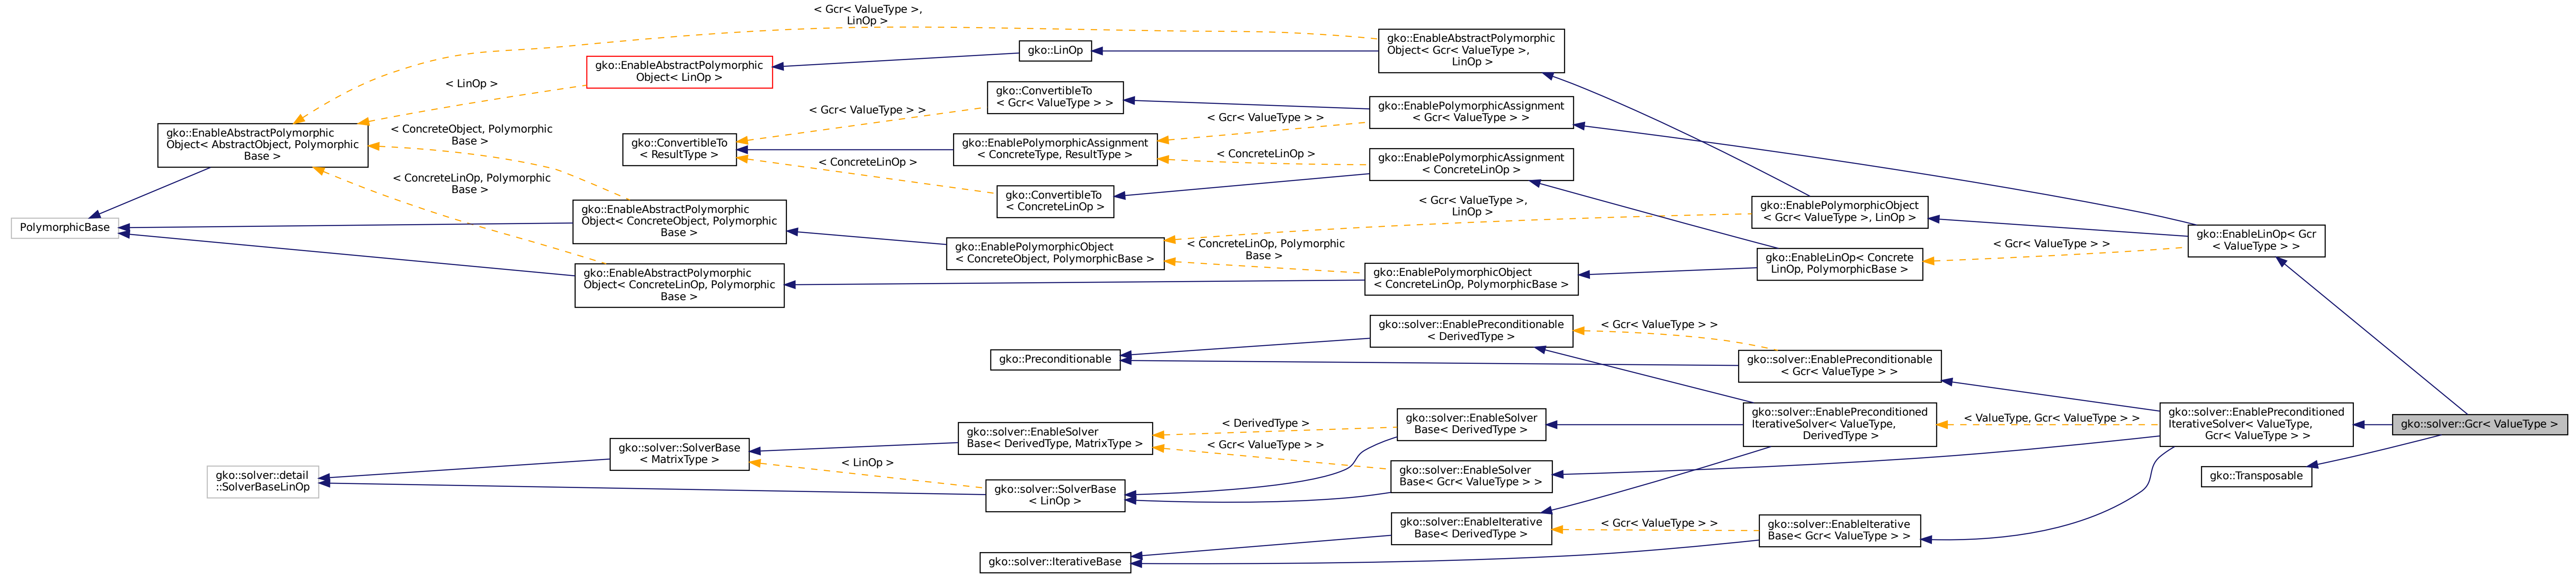 < Gcr< ValueType >,
LinOp >
gko::EnableAbstractPolymorphic
Object< Gcr< ValueType >,
LinOp >
gko::LinOp
gko::EnableAbstractPolymorphic
Object< LinOp >
< LinOp >
gko::ConvertibleTo
< Gcr< ValueType > >
< Gcr< ValueType > >
gko::EnablePolymorphicAssignment
< Gcr< ValueType > >
< Gcr< ValueType > >
gko::EnableAbstractPolymorphic
Object< AbstractObject, Polymorphic
Base >
< ConcreteObject, Polymorphic
Base >
gko::ConvertibleTo
< ResultType >
gko::EnablePolymorphicAssignment
< ConcreteType, ResultType >
< ConcreteLinOp >
< ConcreteLinOp >
gko::EnablePolymorphicAssignment
< ConcreteLinOp >
< ConcreteLinOp, Polymorphic
Base >
gko::ConvertibleTo
< ConcreteLinOp >
< Gcr< ValueType >,
LinOp >
gko::EnablePolymorphicObject
< Gcr< ValueType >, LinOp >
PolymorphicBase
gko::EnableAbstractPolymorphic
Object< ConcreteObject, Polymorphic
Base >
gko::EnablePolymorphicObject
< ConcreteObject, PolymorphicBase >
< ConcreteLinOp, Polymorphic
Base >
< Gcr< ValueType > >
gko::EnableLinOp< Gcr
< ValueType > >
gko::EnableLinOp< Concrete
LinOp, PolymorphicBase >
gko::EnableAbstractPolymorphic
Object< ConcreteLinOp, Polymorphic
Base >
gko::EnablePolymorphicObject
< ConcreteLinOp, PolymorphicBase >
gko::solver::EnablePreconditionable
< DerivedType >
< Gcr< ValueType > >
gko::Preconditionable
gko::solver::EnablePreconditionable
< Gcr< ValueType > >
gko::solver::EnableSolver
Base< DerivedType >
gko::solver::EnablePreconditioned
IterativeSolver< ValueType,
DerivedType >
< ValueType, Gcr< ValueType > >
gko::solver::EnablePreconditioned
IterativeSolver< ValueType,
Gcr< ValueType > >
gko::solver::Gcr< ValueType >
< DerivedType >
gko::solver::EnableSolver
Base< DerivedType, MatrixType >
< Gcr< ValueType > >
gko::solver::SolverBase
< MatrixType >
< LinOp >
gko::solver::detail
::SolverBaseLinOp
gko::solver::EnableSolver
Base< Gcr< ValueType > >
gko::Transposable
gko::solver::SolverBase
< LinOp >
gko::solver::EnableIterative
Base< DerivedType >
< Gcr< ValueType > >
gko::solver::EnableIterative
Base< Gcr< ValueType > >
gko::solver::IterativeBase